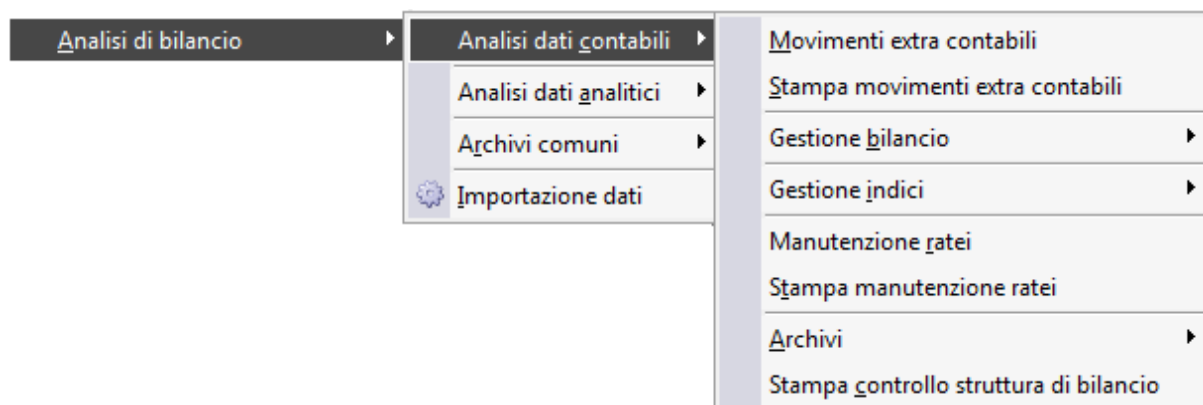 Analisi di bilancio
Analisi dati contabili
Analisi dati analitici
Archivi comuni
Importazione dati
Movimenti extra contabili
Stampa movimenti extra contabili
Gestione bilancio
Gestione indici
Manutenzione ratei
Stampa manutenzione ratei
Archivi
Stampa controllo struttura di bilancio